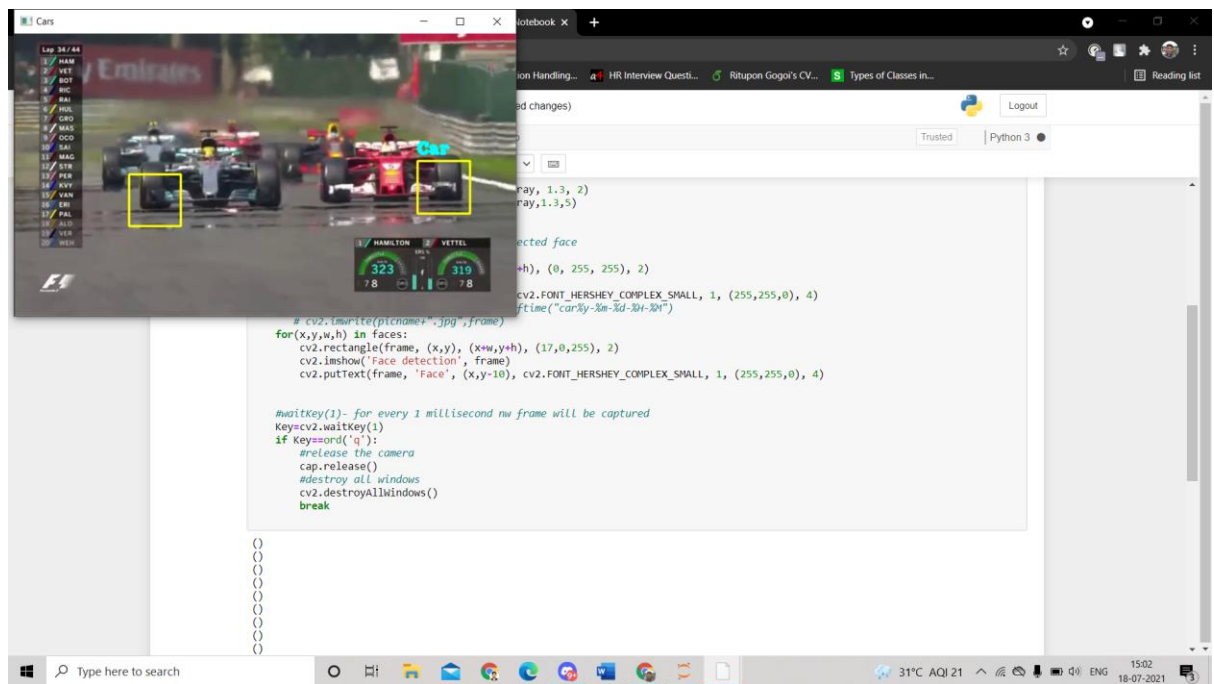 Cars
Notebook
Lap 34/44
1 HAM
2 VET
3 BOT
4 RIC
5 RAI
6 HUL
7 GRO
8 MAS
9 OCO
10 SAI
11 MAG
12 STR
13 PER
14 KVY
15 VAN
16 ERI
17 PAL
18 ALO
19 VER
20 WEH
Emirates
Car
1 HAMILTON 2 VETTEL
323 319
78 78
F1
ion Handling... HR Interview Questi... Ritupon Gogoi's CV... S Types of Classes in... Reading list
ed changes) Logout
Trusted Python 3
ray, 1.3, 2)
ray,1.3,5)
ected face
+h), (0, 255, 255), 2)
cv2.FONT_HERSHEY_COMPLEX_SMALL, 1, (255,255,0), 4)
ftime("car%y-%m-%d-%H-%M")
# cv2.imwrite(picname+".jpg",frame)
for(x,y,w,h) in faces:
cv2.rectangle(frame, (x,y), (x+w,y+h), (17,0,255), 2)
cv2.imshow('Face detection', frame)
cv2.putText(frame, 'Face', (x,y-10), cv2.FONT_HERSHEY_COMPLEX_SMALL, 1, (255,255,0), 4)
#waitKey(1)- for every 1 millisecond nw frame will be captured
Key=cv2.waitKey(1)
if Key==ord('q'):
#release the camera
cap.release()
#destroy all windows
cv2.destroyAllWindows()
break
()
()
()
()
()
()
()
()
()
Type here to search
31°C AQI 21 ENG 15:02
18-07-2021
3